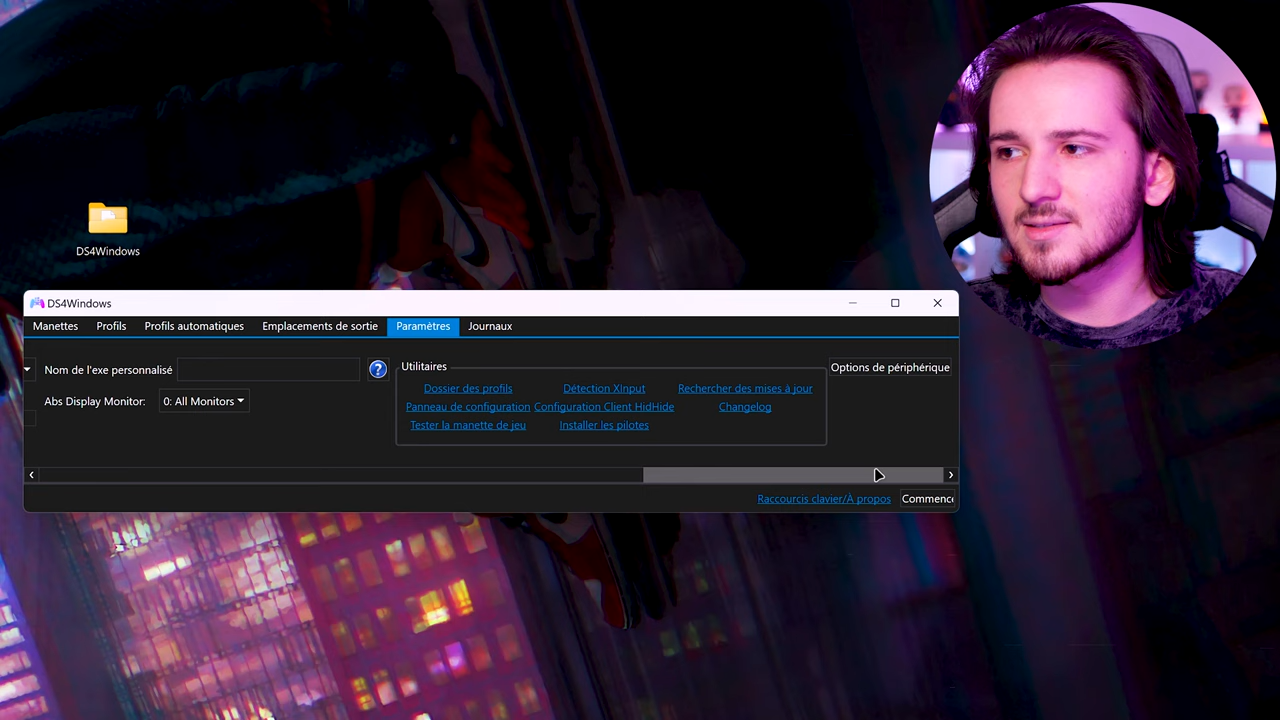 DS4Windows
DS4Windows
Manettes Profils Profils automatiques Emplacements de sortie Paramètres Journaux
Nom de l'exe personnalisé
Abs Display Monitor: 0: All Monitors
Utilitaires
Dossier des profils Détection XInput Rechercher des mises à jour
Panneau de configuration Configuration Client HidHide Changelog
Tester la manette de jeu Installer les pilotes
Options de périphérique
Raccourcis clavier/À propos Commenc